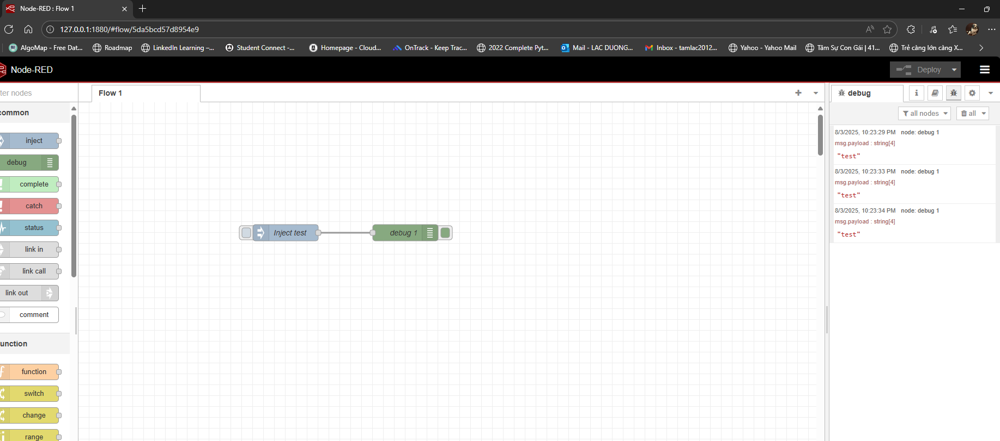 Node-RED : Flow 1
127.0.0.1:1880/#flow/5da5bcd57d8954e9
AlgoMap - Free Dat... Roadmap LinkedIn Learning –... Student Connect -... Homepage - Cloud... OnTrack - Keep Trac... 2022 Complete Pyt... Mail - LAC DUONG... Inbox - tamlac2012... Yahoo - Yahoo Mail Tâm Sự Con Gái | 41... Trẻ càng lớn càng X...
Node-RED
Deploy
ter nodes
Flow 1
debug
common
all nodes
all
inject
debug
complete
catch
status
link in
link call
link out
comment
unction
function
switch
change
range
Inject test
debug 1
8/3/2025, 10:23:29 PM node: debug 1
msg.payload : string[4]
"test"
8/3/2025, 10:23:33 PM node: debug 1
msg.payload : string[4]
"test"
8/3/2025, 10:23:34 PM node: debug 1
msg.payload : string[4]
"test"